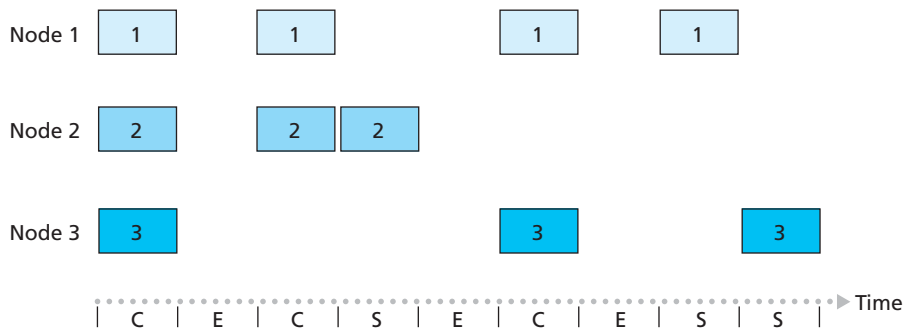 Node 1 1 1 1 1
Node 2 2 2 2
Node 3 3 3 3
Time
C E C S E C E S S